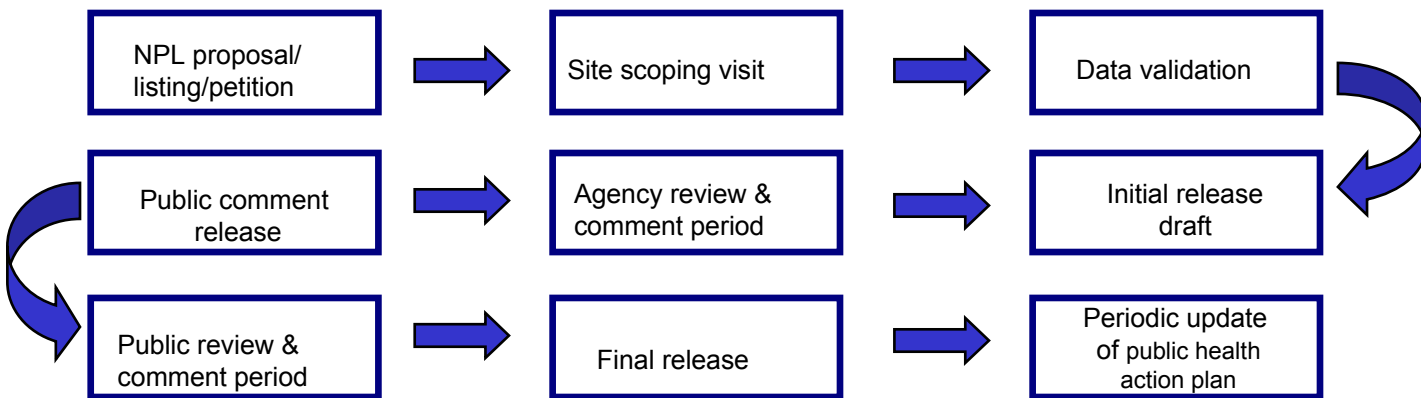 NPL proposal/
listing/petition
Site scoping visit
Data validation
Public comment
release
Agency review &
comment period
Initial release
draft
Public review &
comment period
Final release
Periodic update
of public health
action plan